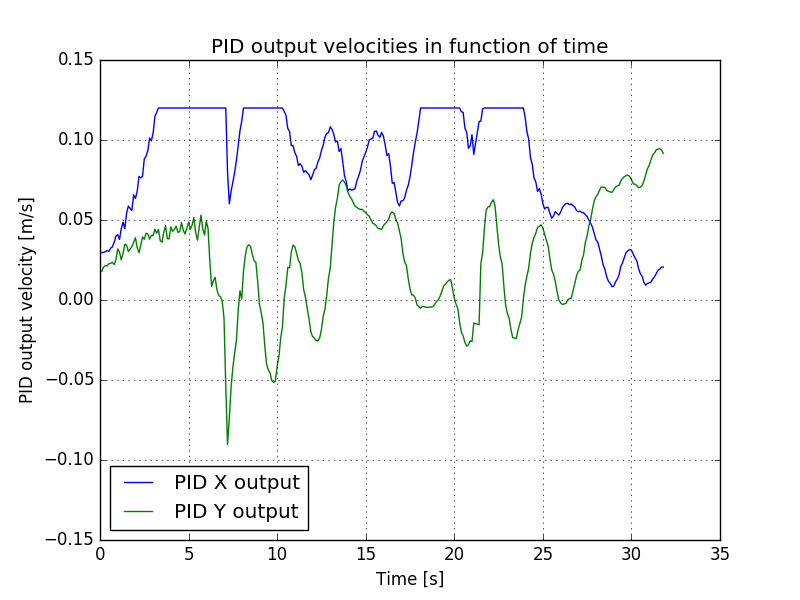 PID output velocities in function of time
0.15
0.10
0.05
0.00
−0.05
−0.10
−0.15
PID output velocity [m/s]
PID X output
PID Y output
0 5 10 15 20 25 30 35
Time [s]